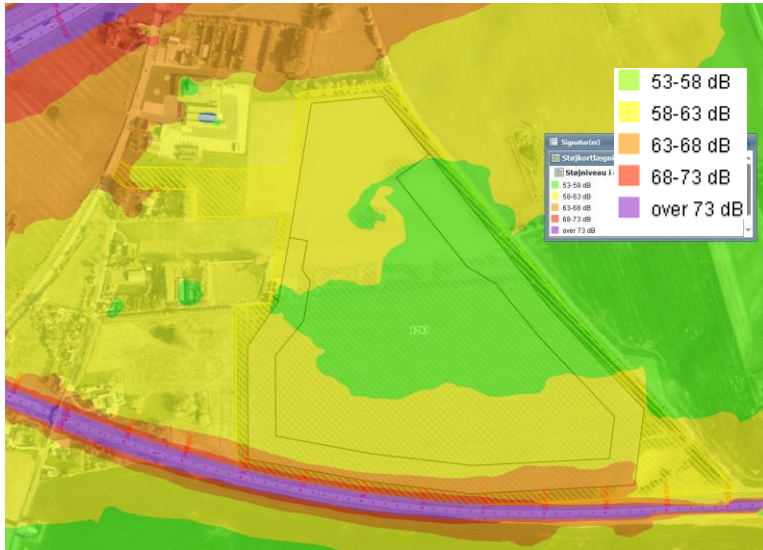 53-58 dB
58-63 dB
63-68 dB
68-73 dB
over 73 dB
Signatur(er)
Støjkortlægni
Støjniveau i
53-58 dB
58-63 dB
63-68 dB
68-73 dB
over 73 dB